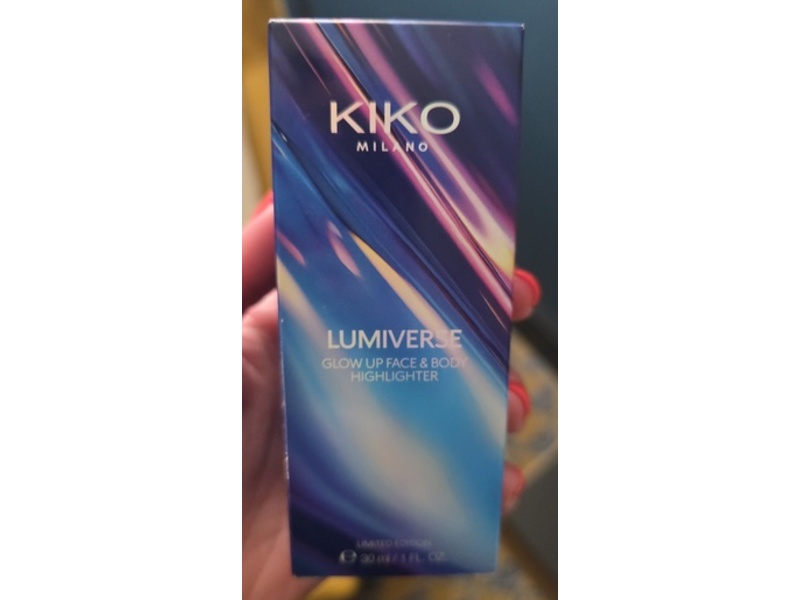 KIKO
MILANO
LUMIVERSE
GLOW UP FACE & BODY
HIGHLIGHTER
LIMITED EDITION
℮ 30 ml / 1 FL. OZ.